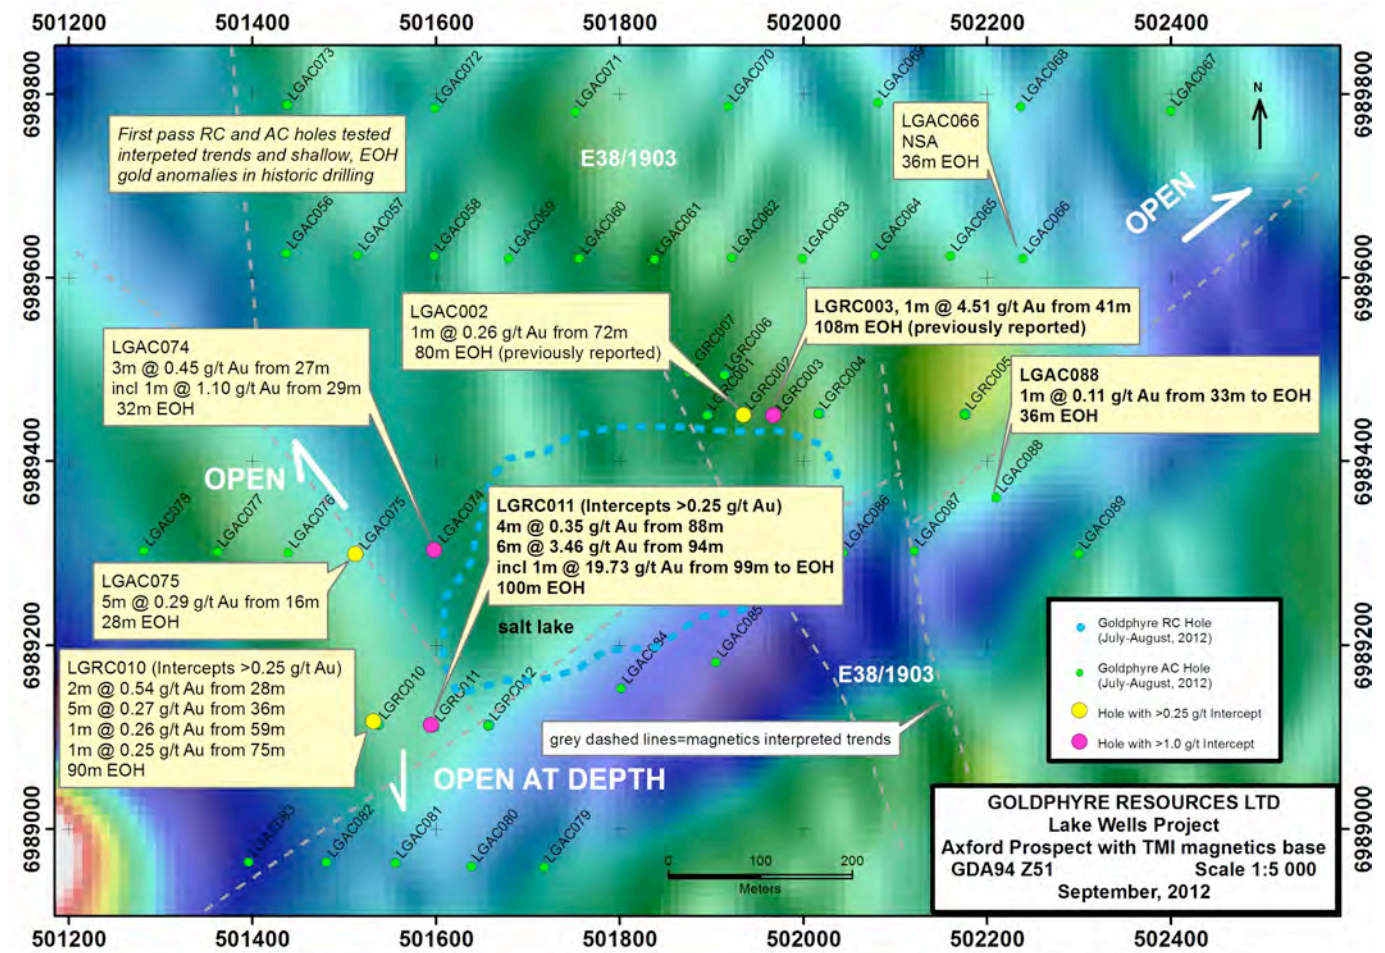 501200 501400 501600 501800 502000 502200 502400
6989800
6989600
6989400
6989200
6989000
6989800
6989600
6989400
6989200
6989000
LGAC073
LGAC072
LGAC071
LGAC070
LGAC069
LGAC068
LGAC067
N
First pass RC and AC holes tested
interpeted trends and shallow, EOH
gold anomalies in historic drilling
E38/1903
LGAC066
NSA
36m EOH
OPEN
LGAC056
LGAC057
LGAC058
LGAC059
LGAC060
LGAC061
LGAC062
LGAC063
LGAC064
LGAC065
LGAC066
LGAC002
1m @ 0.26 g/t Au from 72m
80m EOH (previously reported)
LGRC003, 1m @ 4.51 g/t Au from 41m
108m EOH (previously reported)
LGAC074
3m @ 0.45 g/t Au from 27m
incl 1m @ 1.10 g/t Au from 29m
32m EOH
LGRC007
LGRC006
LGRC001
LGRC002
LGRC003
LGRC004
LGRC005
LGAC088
1m @ 0.11 g/t Au from 33m to EOH
36m EOH
OPEN
LGAC078
LGAC077
LGAC076
LGAC075
LGAC074
LGRC011 (Intercepts >0.25 g/t Au)
4m @ 0.35 g/t Au from 88m
6m @ 3.46 g/t Au from 94m
incl 1m @ 19.73 g/t Au from 99m to EOH
100m EOH
LGAC086
LGAC087
LGAC088
LGAC089
LGAC075
5m @ 0.29 g/t Au from 16m
28m EOH
salt lake
LGAC084
LGAC085
LGRC010 (Intercepts >0.25 g/t Au)
2m @ 0.54 g/t Au from 28m
5m @ 0.27 g/t Au from 36m
1m @ 0.26 g/t Au from 59m
1m @ 0.25 g/t Au from 75m
90m EOH
LGRC010
LGRC011
LGRC012
E38/1903
grey dashed lines=magnetics interpreted trends
OPEN AT DEPTH
Goldphyre RC Hole
(July-August, 2012)
Goldphyre AC Hole
(July-August, 2012)
Hole with >0.25 g/t Intercept
Hole with >1.0 g/t Intercept
LGAC083
LGAC082
LGAC081
LGAC080
LGAC079
0 100 200
Meters
GOLDPHYRE RESOURCES LTD
Lake Wells Project
Axford Prospect with TMI magnetics base
GDA94 Z51 Scale 1:5 000
September, 2012
501200 501400 501600 501800 502000 502200 502400